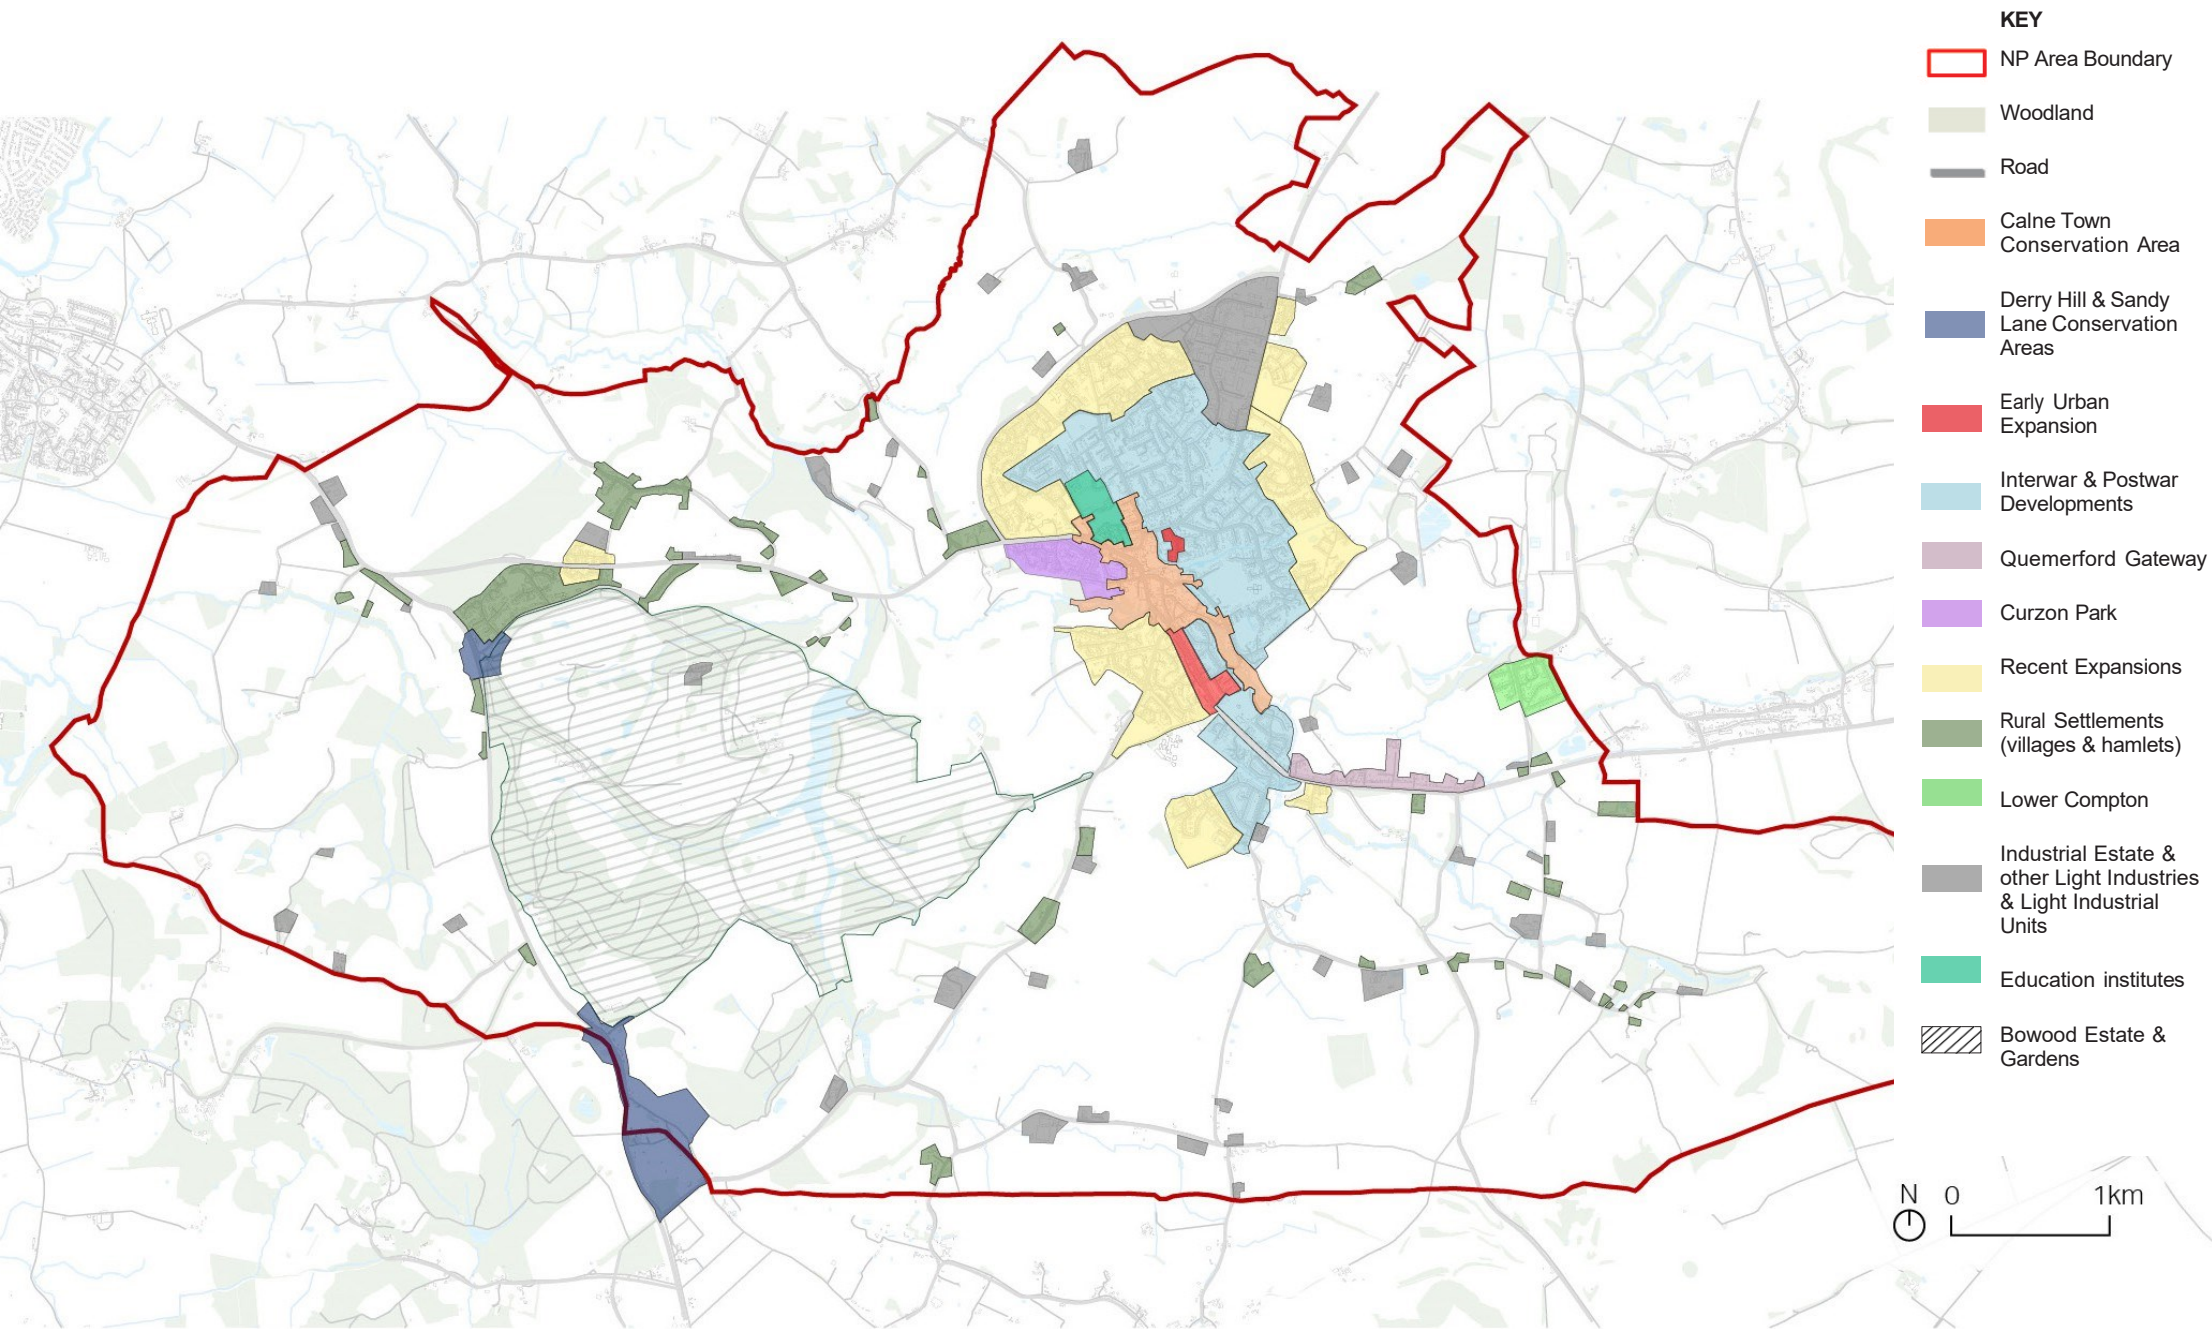 KEY
NP Area Boundary
Woodland
Road
Calne Town
Conservation Area
Derry Hill & Sandy
Lane Conservation
Areas
Early Urban
Expansion
Interwar & Postwar
Developments
Quemerford Gateway
Curzon Park
Recent Expansions
Rural Settlements
(villages & hamlets)
Lower Compton
Industrial Estate &
other Light Industries
& Light Industrial
Units
Education institutes
Bowood Estate &
Gardens
N 0 1km